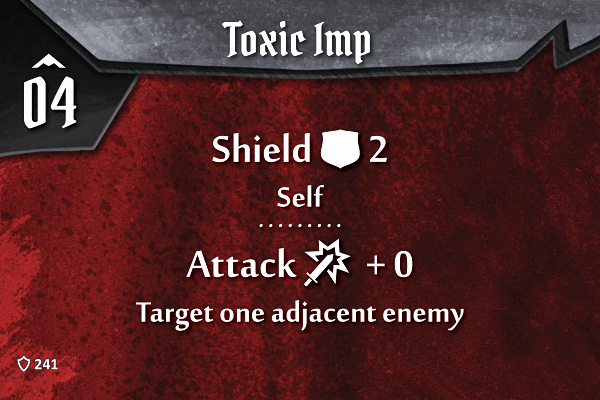 Toxic Imp
04
Shield 2
Self
Attack + 0
Target one adjacent enemy
241